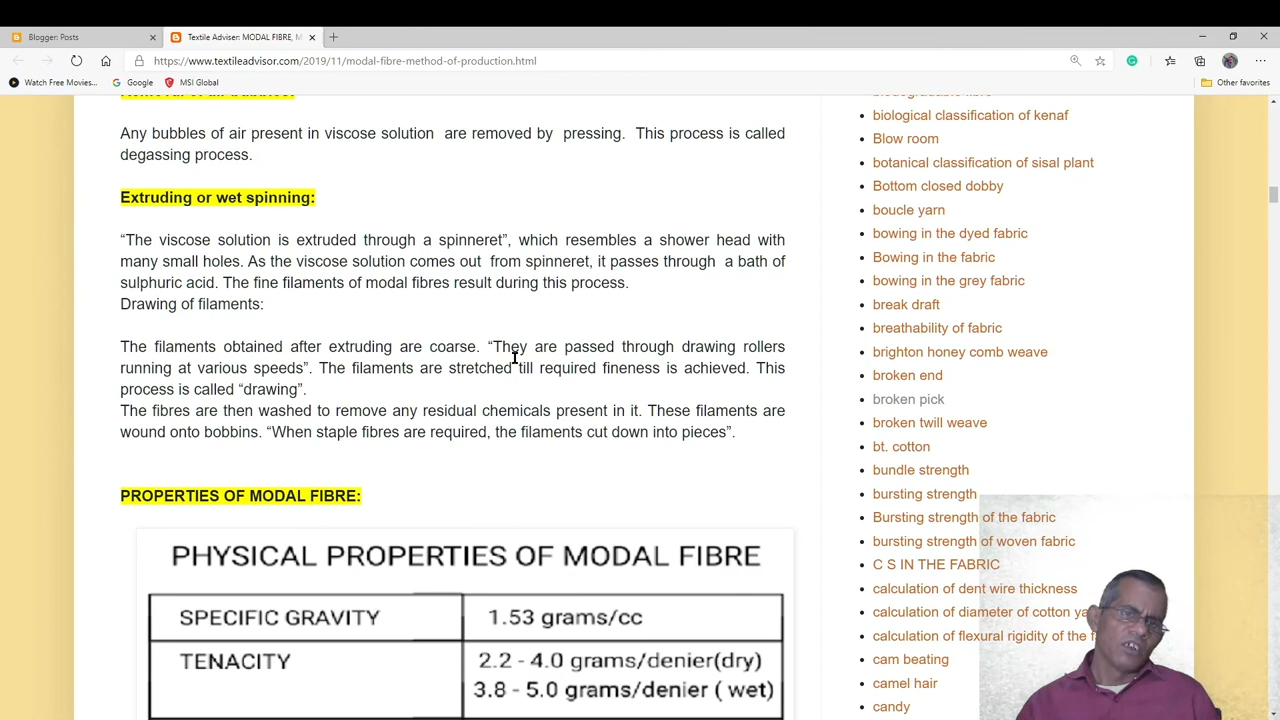 Blogger: Posts
Textile Adviser: MODAL FIBRE, M
https://www.textileadvisor.com/2019/11/modal-fibre-method-of-production.html
Watch Free Movies...
Google
MSI Global
Other favorites
Any bubbles of air present in viscose solution are removed by pressing. This process is called
degassing process.
Extruding or wet spinning:
“The viscose solution is extruded through a spinneret”, which resembles a shower head with
many small holes. As the viscose solution comes out from spinneret, it passes through a bath of
sulphuric acid. The fine filaments of modal fibres result during this process.
Drawing of filaments:
The filaments obtained after extruding are coarse. “They are passed through drawing rollers
running at various speeds”. The filaments are stretched till required fineness is achieved. This
process is called “drawing”.
The fibres are then washed to remove any residual chemicals present in it. These filaments are
wound onto bobbins. “When staple fibres are required, the filaments cut down into pieces”.
PROPERTIES OF MODAL FIBRE:
PHYSICAL PROPERTIES OF MODAL FIBRE
SPECIFIC GRAVITY 1.53 grams/cc
TENACITY 2.2 - 4.0 grams/denier(dry)
3.8 - 5.0 grams/denier ( wet)
biological classification of kenaf
Blow room
botanical classification of sisal plant
Bottom closed dobby
boucle yarn
bowing in the dyed fabric
Bowing in the fabric
bowing in the grey fabric
break draft
breathability of fabric
brighton honey comb weave
broken end
broken pick
broken twill weave
bt. cotton
bundle strength
bursting strength
Bursting strength of the fabric
bursting strength of woven fabric
C S IN THE FABRIC
calculation of dent wire thickness
calculation of diameter of cotton ya
calculation of flexural rigidity of the f
cam beating
camel hair
candy